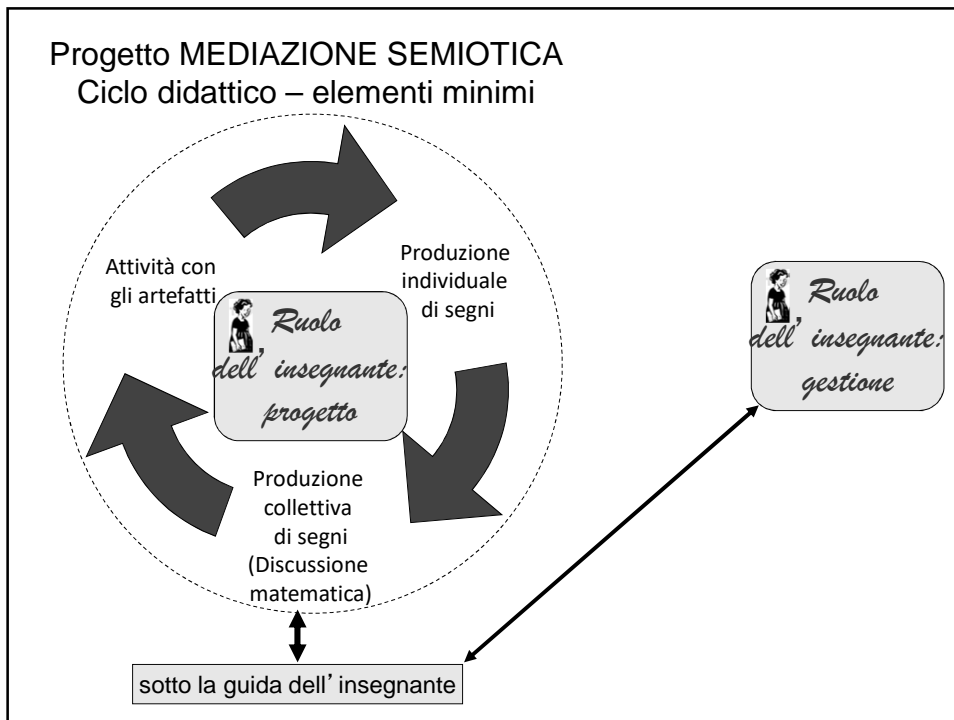 Progetto MEDIAZIONE SEMIOTICA
Ciclo didattico – elementi minimi
Attività con
gli artefatti
Produzione
individuale
di segni
Ruolo
dell' insegnante:
progetto
Produzione
collettiva
di segni
(Discussione
matematica)
sotto la guida dell' insegnante
Ruolo
dell' insegnante:
gestione